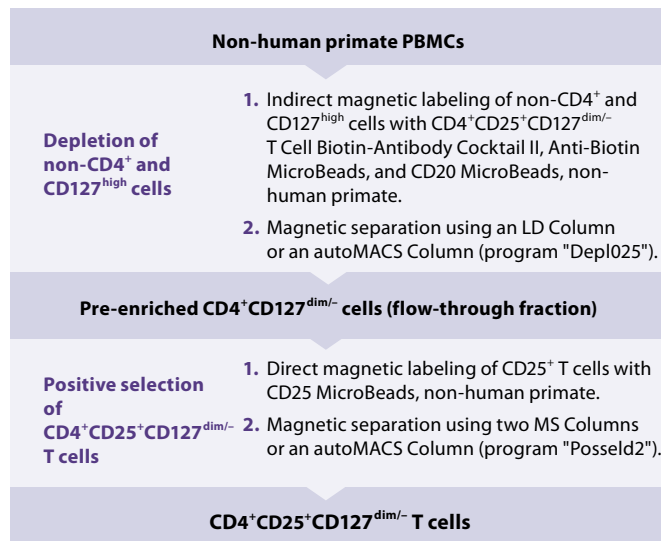 Non-human primate PBMCs
Depletion of
non-CD4⁺ and
CD127ʰⁱᵍʰ cells
1. Indirect magnetic labeling of non-CD4⁺ and
CD127ʰⁱᵍʰ cells with CD4⁺CD25⁺CD127ᵈⁱᵐ/⁻
T Cell Biotin-Antibody Cocktail II, Anti-Biotin
MicroBeads, and CD20 MicroBeads, non-
human primate.
2. Magnetic separation using an LD Column
or an autoMACS Column (program "Depl025").
Pre-enriched CD4⁺CD127ᵈⁱᵐ/⁻ cells (flow-through fraction)
Positive selection
of
CD4⁺CD25⁺CD127ᵈⁱᵐ/⁻
T cells
1. Direct magnetic labeling of CD25⁺ T cells with
CD25 MicroBeads, non-human primate.
2. Magnetic separation using two MS Columns
or an autoMACS Column (program "Posseld2").
CD4⁺CD25⁺CD127ᵈⁱᵐ/⁻ T cells